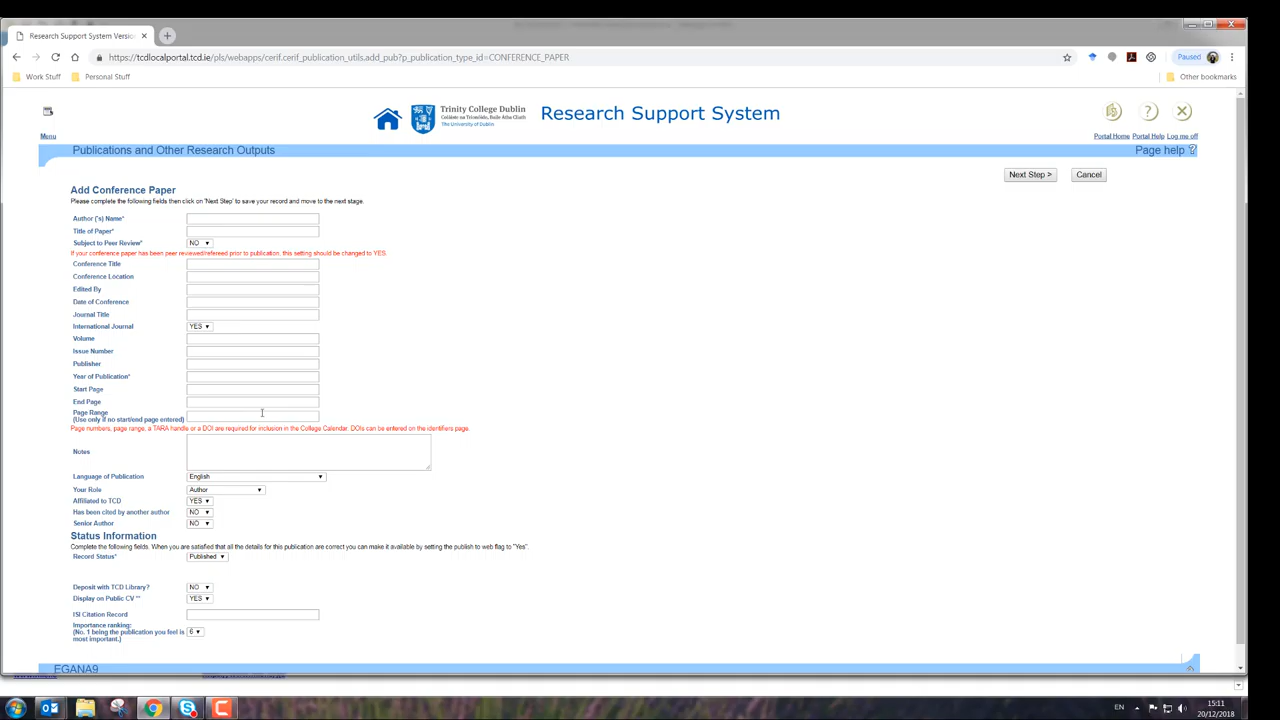 Research Support System Versio
https://tcdlocalportal.tcd.ie/pls/webapps/cerif.cerif_publication_utils.add_pub?p_publication_type_id=CONFERENCE_PAPER
Paused
Work Stuff
Personal Stuff
Other bookmarks
Trinity College Dublin
Coláiste na Tríonóide, Baile Átha Cliath
The University of Dublin
Research Support System
Menu
Portal Home Portal Help Log me off
Publications and Other Research Outputs
Page help ?
Next Step >
Cancel
Add Conference Paper
Please complete the following fields then click on 'Next Step' to save your record and move to the next stage.
Author ('s) Name*
Title of Paper*
Subject to Peer Review* NO
If your conference paper has been peer reviewed/refereed prior to publication, this setting should be changed to YES.
Conference Title
Conference Location
Edited By
Date of Conference
Journal Title
International Journal YES
Volume
Issue Number
Publisher
Year of Publication*
Start Page
End Page
Page Range
(Use only if no start/end page entered)
Page numbers, page range, a TARA handle or a DOI are required for inclusion in the College Calendar. DOIs can be entered on the identifiers page.
Notes
Language of Publication English
Your Role Author
Affiliated to TCD YES
Has been cited by another author NO
Senior Author NO
Status Information
Complete the following fields. When you are satisfied that all the details for this publication are correct you can make it available by setting the publish to web flag to "Yes".
Record Status* Published
Deposit with TCD Library? NO
Display on Public CV ** YES
ISI Citation Record
Importance ranking:
(No. 1 being the publication you feel is 6
most important.)
EGANA9
EN
15:11
20/12/2018